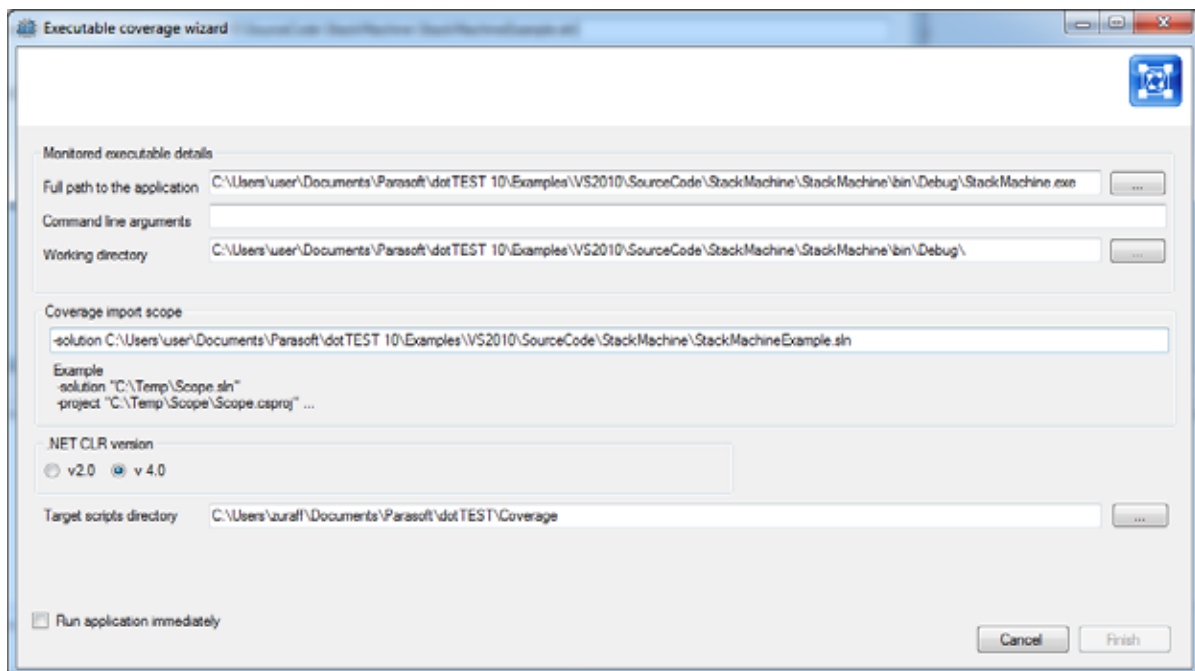 Executable coverage wizard
Monitored executable details
Full path to the application C:\Users\user\Documents\Parasoft\dotTEST 10\Examples\VS2010\SourceCode\StackMachine\StackMachine\bin\Debug\StackMachine.exe ...
Command line arguments
Working directory C:\Users\user\Documents\Parasoft\dotTEST 10\Examples\VS2010\SourceCode\StackMachine\StackMachine\bin\Debug\ ...
Coverage import scope
-solution C:\Users\user\Documents\Parasoft\dotTEST 10\Examples\VS2010\SourceCode\StackMachine\StackMachineExample.sln
Example
-solution "C:\Temp\Scope.sln"
-project "C:\Temp\Scope\Scope.csproj" ...
.NET CLR version
v2.0 v 4.0
Target scripts directory C:\Users\zuraff\Documents\Parasoft\dotTEST\Coverage ...
Run application immediately
Cancel Finish